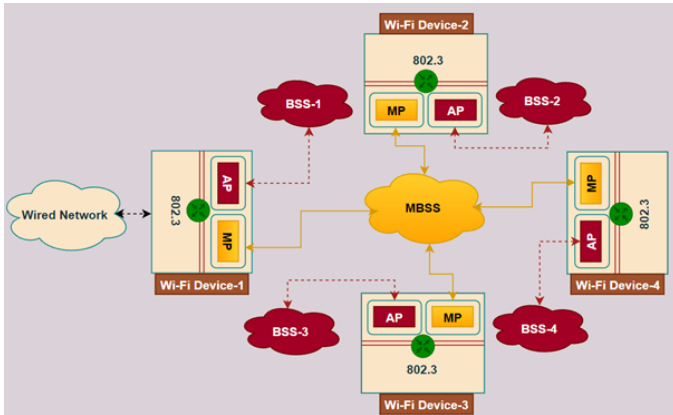 Wi-Fi Device-2
802.3
MP
AP
BSS-1
BSS-2
Wired Network
802.3
AP
MP
Wi-Fi Device-1
MBSS
MP
AP
802.3
Wi-Fi Device-4
BSS-3
AP
MP
802.3
Wi-Fi Device-3
BSS-4